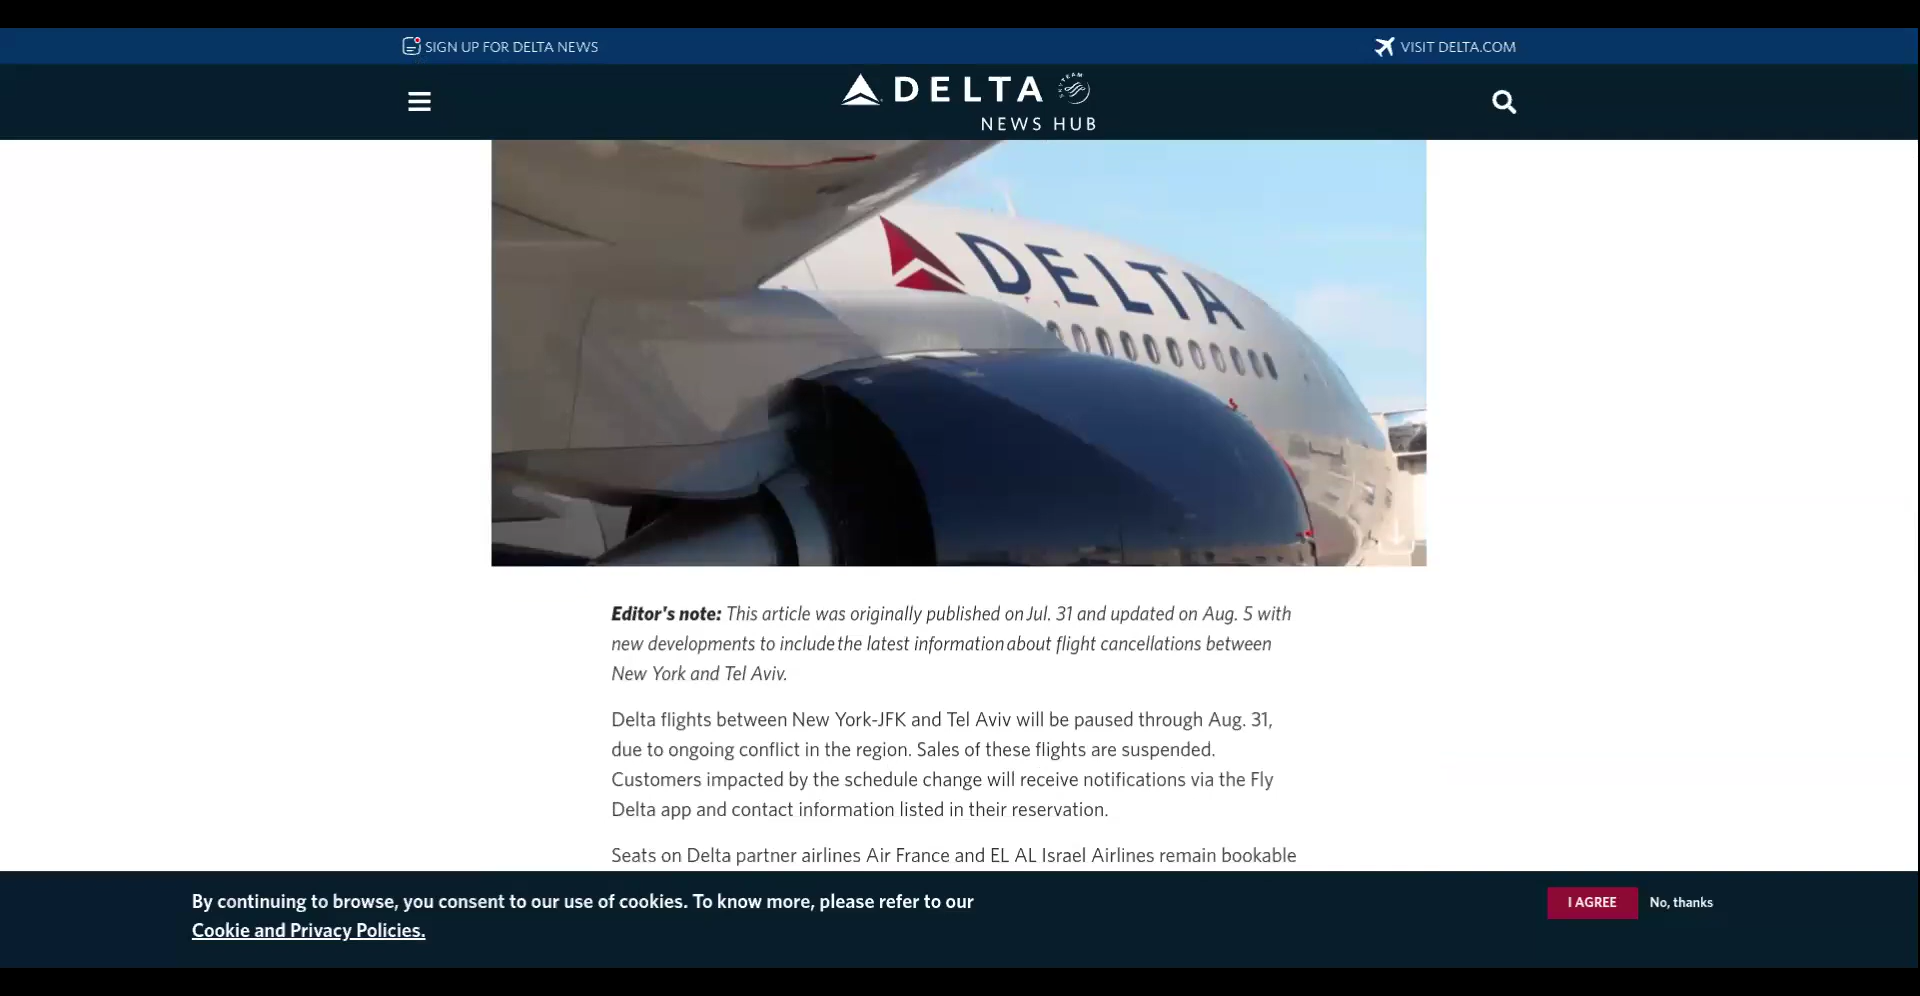 SIGN UP FOR DELTA NEWS
VISIT DELTA.COM
DELTA
NEWS HUB
DELTA
Editor's note: This article was originally published on Jul. 31 and updated on Aug. 5 with
new developments to include the latest information about flight cancellations between
New York and Tel Aviv.
Delta flights between New York-JFK and Tel Aviv will be paused through Aug. 31,
due to ongoing conflict in the region. Sales of these flights are suspended.
Customers impacted by the schedule change will receive notifications via the Fly
Delta app and contact information listed in their reservation.
Seats on Delta partner airlines Air France and EL AL Israel Airlines remain bookable
By continuing to browse, you consent to our use of cookies. To know more, please refer to our
Cookie and Privacy Policies.
I AGREE
No, thanks